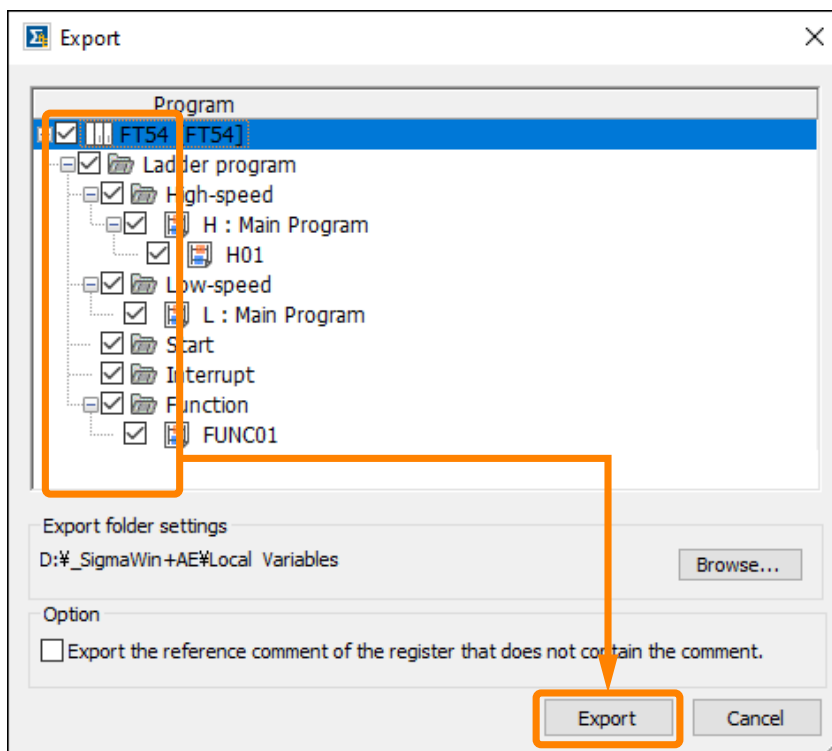 Export
Program
FT54 [FT54]
Ladder program
High-speed
H : Main Program
H01
Low-speed
L : Main Program
Start
Interrupt
Function
FUNC01
Export folder settings
D:¥_SigmaWin+AE¥Local Variables
Browse...
Option
Export the reference comment of the register that does not contain the comment.
Export Cancel